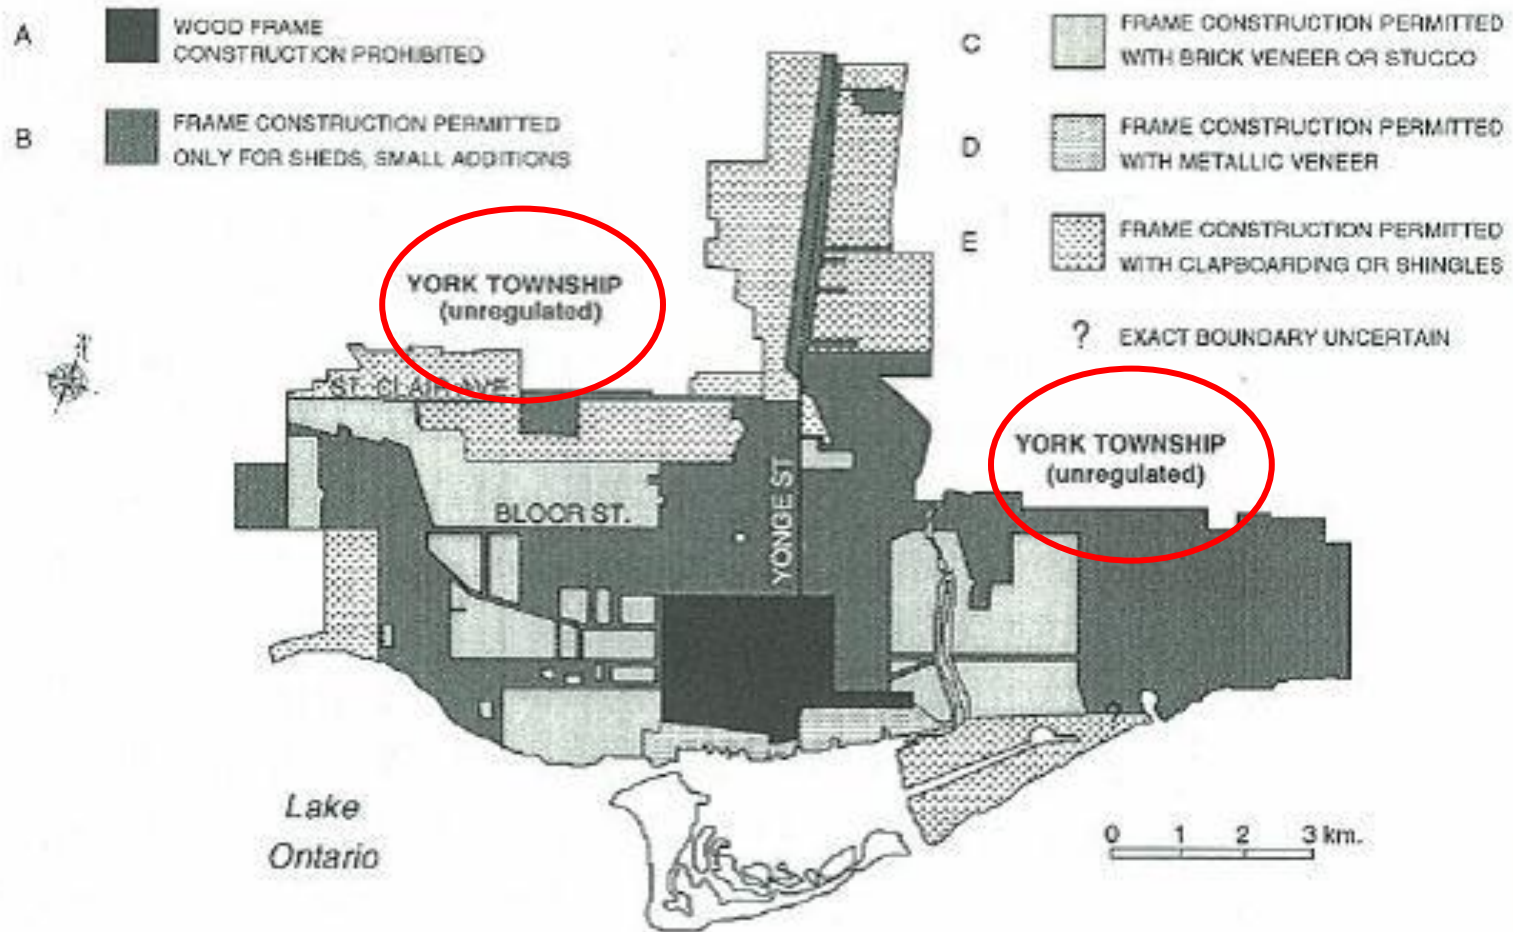 A
WOOD FRAME
CONSTRUCTION PROHIBITED
B
FRAME CONSTRUCTION PERMITTED
ONLY FOR SHEDS, SMALL ADDITIONS
C
FRAME CONSTRUCTION PERMITTED
WITH BRICK VENEER OR STUCCO
D
FRAME CONSTRUCTION PERMITTED
WITH METALLIC VENEER
E
FRAME CONSTRUCTION PERMITTED
WITH CLAPBOARDING OR SHINGLES
? EXACT BOUNDARY UNCERTAIN
YORK TOWNSHIP
(unregulated)
ST. CLAIR AVE
YORK TOWNSHIP
(unregulated)
YONGE ST
BLOOR ST.
?
Lake
Ontario
0 1 2 3 km.